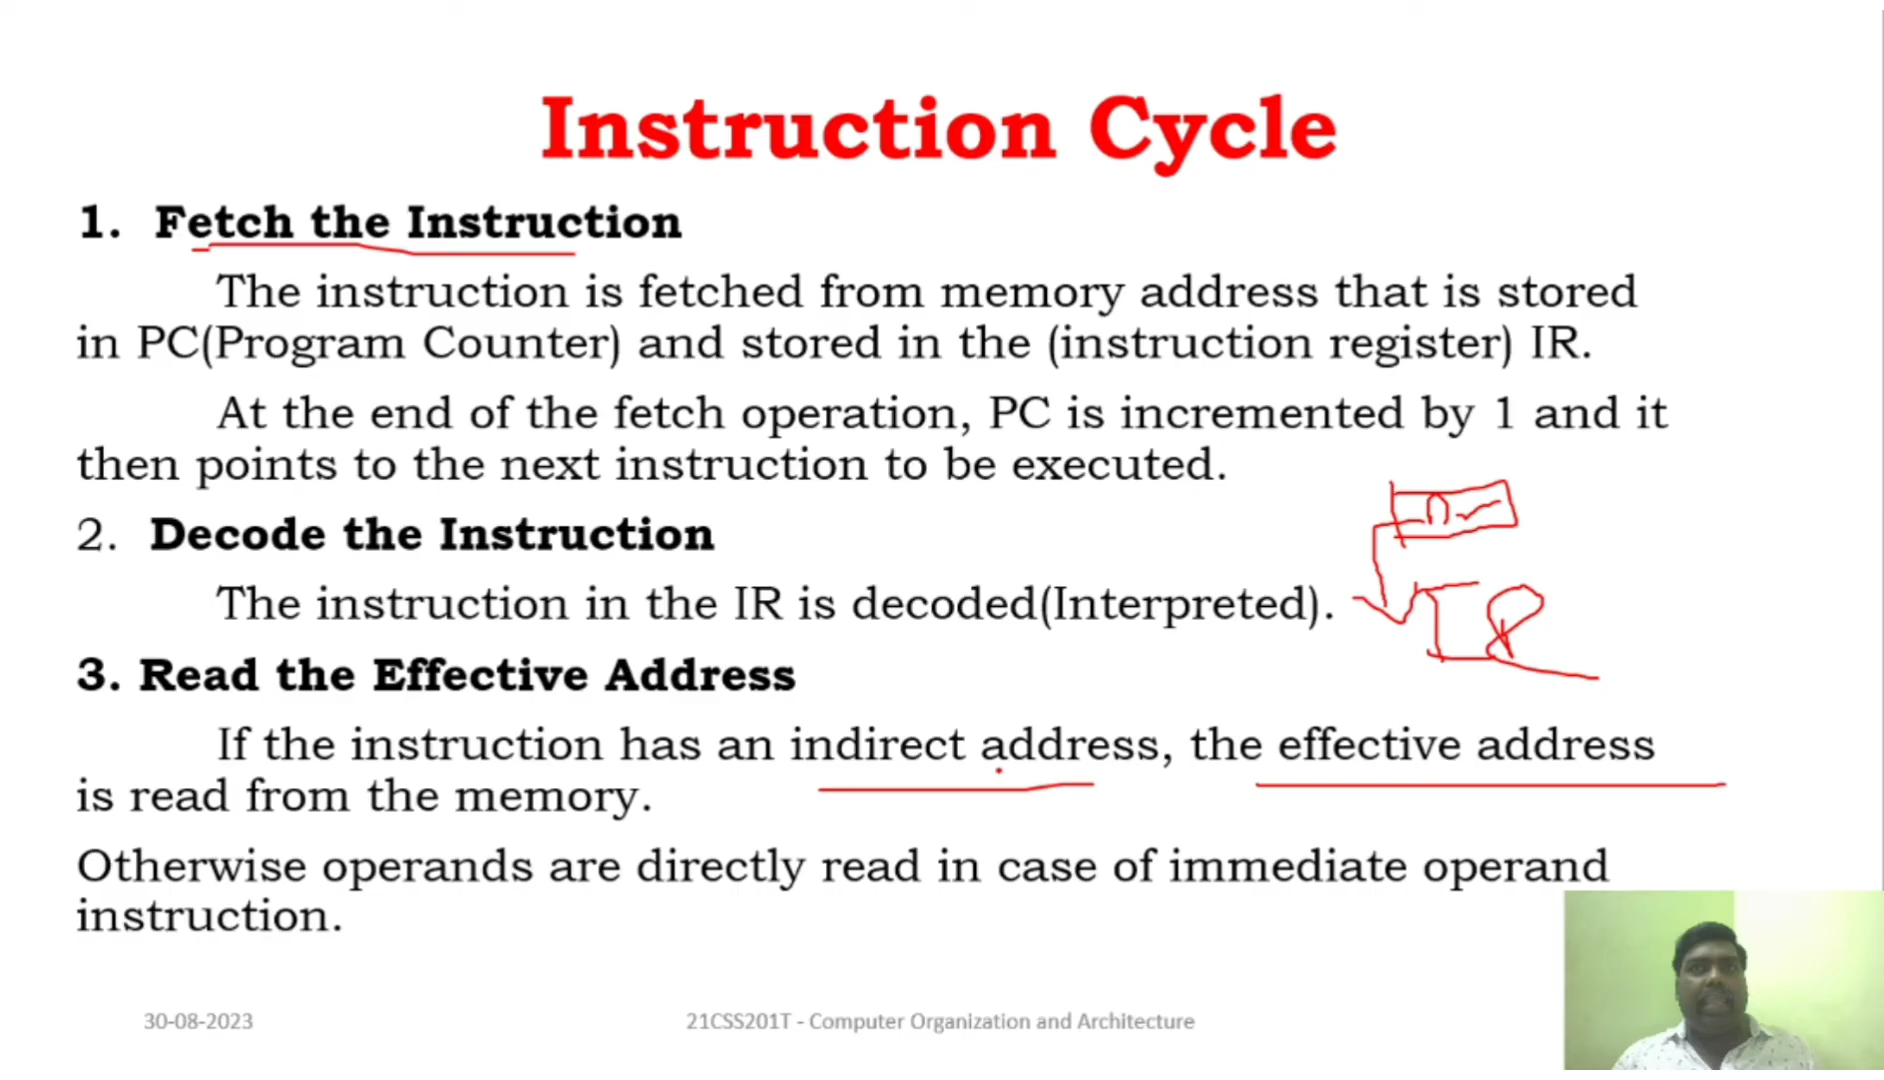 Instruction Cycle
1. Fetch the Instruction
The instruction is fetched from memory address that is stored
in PC(Program Counter) and stored in the (instruction register) IR.
At the end of the fetch operation, PC is incremented by 1 and it
then points to the next instruction to be executed.
2. Decode the Instruction
The instruction in the IR is decoded(Interpreted).
IR
3. Read the Effective Address
If the instruction has an indirect address, the effective address
is read from the memory.
Otherwise operands are directly read in case of immediate operand
instruction.
30-08-2023
21CSS201T - Computer Organization and Architecture